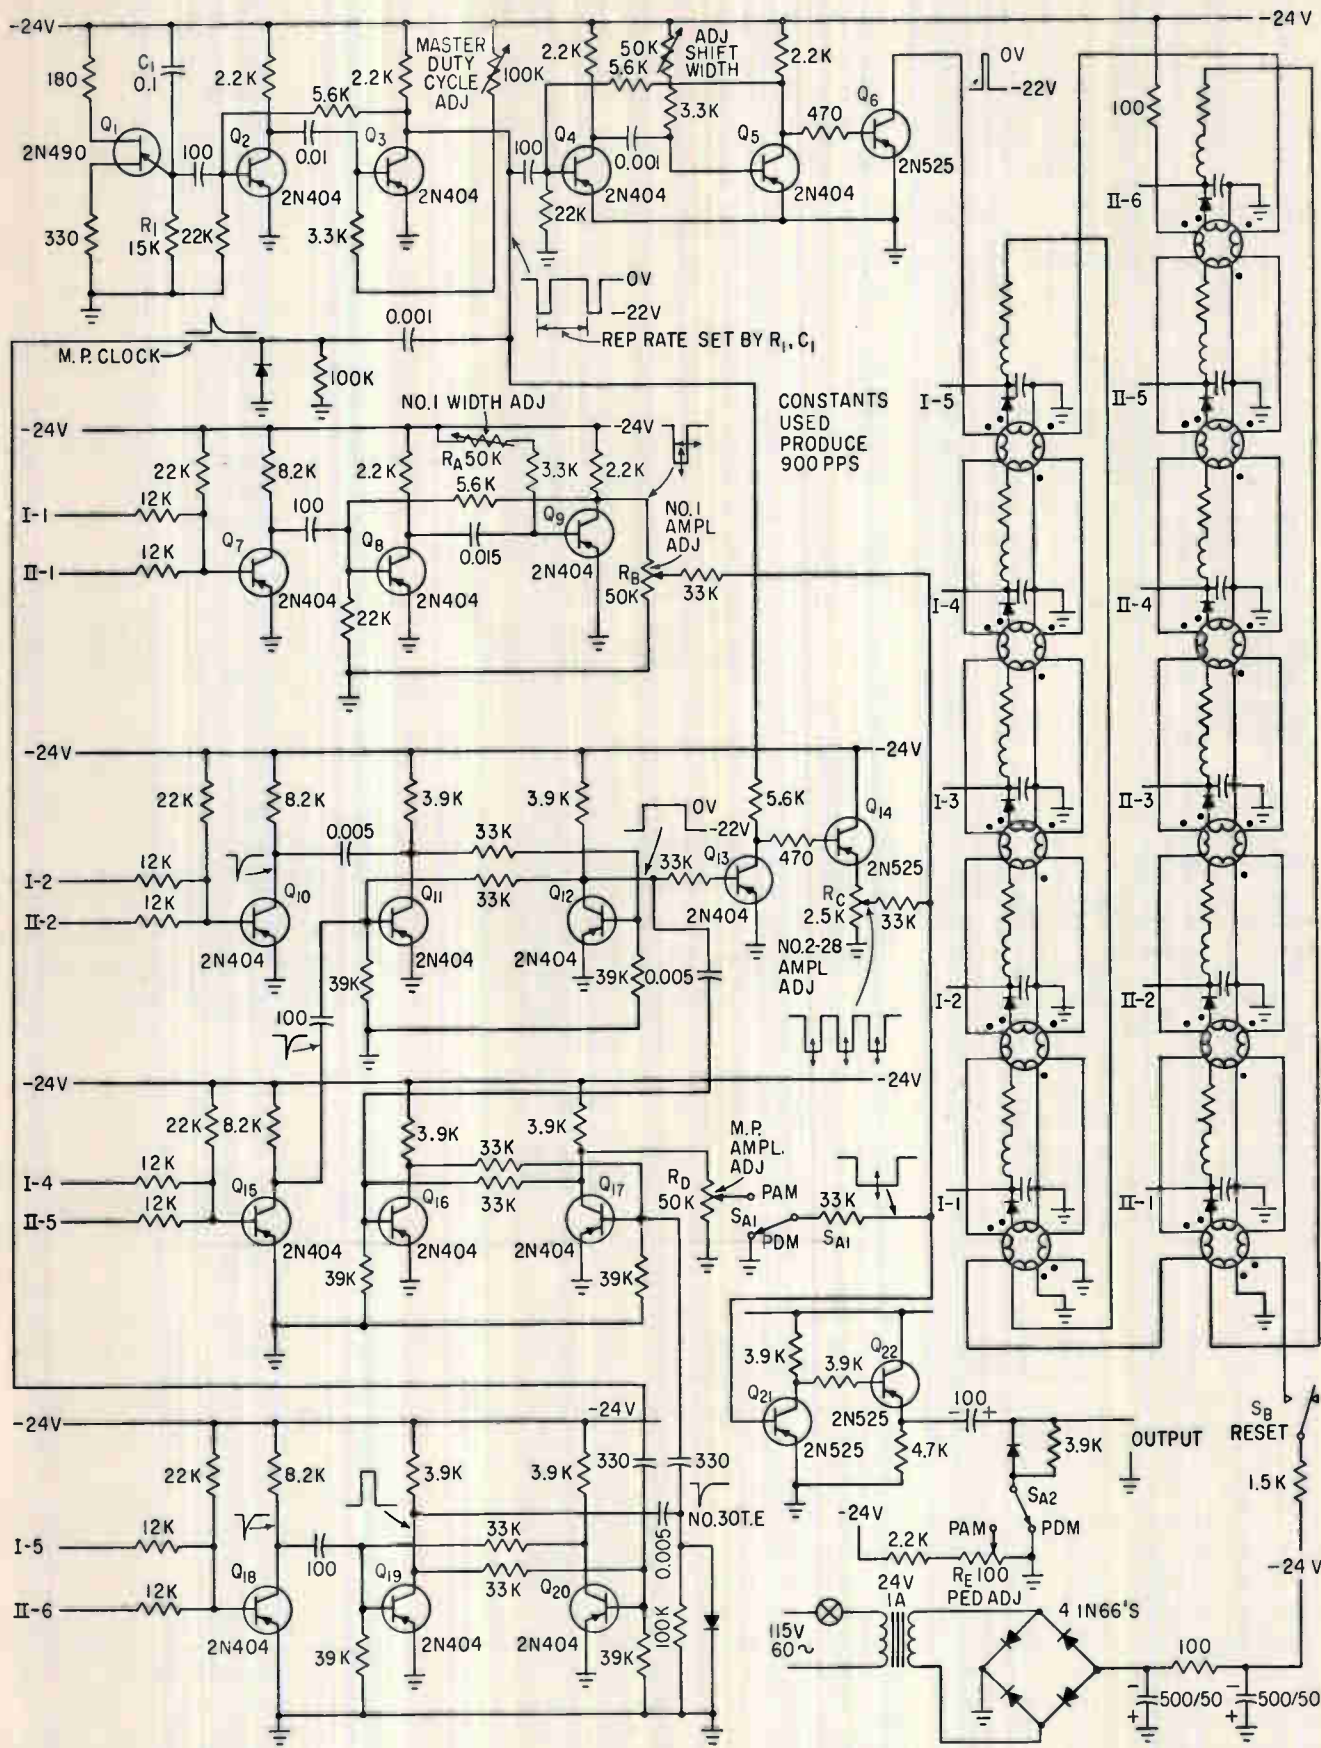 -24V
-24V
180
C1
0.1
2.2K
2.2K
MASTER
DUTY
CYCLE
ADJ
100K
2.2K
50K
5.6K
ADJ
SHIFT
WIDTH
2.2K
0V
-22V
5.6K
3.3K
470
Q6
100
Q1
2N490
100
Q2
0.01
Q3
2N404
2N404
100
Q4
0.001
Q5
2N404
2N404
2N525
II-6
330
R1
15K
22K
3.3K
22K
0V
-22V
REP RATE SET BY R1, C1
0.001
M.P. CLOCK
100K
NO.1 WIDTH ADJ
CONSTANTS
USED
PRODUCE
900 PPS
I-5
II-5
-24V
-24V
22K
8.2K
2.2K
RA 50K
3.3K
2.2K
5.6K
12K
I-1
100
Q7
Q8
0.015
Q9
NO.1
AMPL
ADJ
12K
II-1
2N404
2N404
2N404
RB
50K
33K
22K
I-4
II-4
-24V
-24V
22K
8.2K
3.9K
3.9K
0V
-22V
5.6K
Q14
I-3
II-3
0.005
33K
12K
I-2
33K
33K
Q13
470
2N525
12K
II-2
Q10
Q11
Q12
2N404
2N404
2N404
2N404
RC
2.5K
33K
39K
39K
0.005
NO.2-28
AMPL
ADJ
100
I-2
II-2
-24V
-24V
22K
8.2K
3.9K
3.9K
33K
33K
M.P.
AMPL.
ADJ
12K
I-4
12K
II-5
Q15
Q16
Q17
2N404
2N404
2N404
RD
50K
PAM
SA1
PDM
33K
SA1
I-1
II-1
39K
39K
3.9K
3.9K
Q22
Q21
2N525
2N525
100
- +
4.7K
3.9K
OUTPUT
SB
RESET
1.5K
-24V
-24V
-24V
22K
8.2K
3.9K
3.9K
330
330
NO.30T.E
0.005
12K
I-5
100
33K
33K
12K
II-6
Q18
Q19
Q20
2N404
2N404
2N404
39K
39K
100K
-24V
2.2K
PAM
SA2
PDM
RE 100
PED ADJ
-24V
24V
1A
115V
60~
4 1N66'S
100
-
+
500/50
-
+
500/50